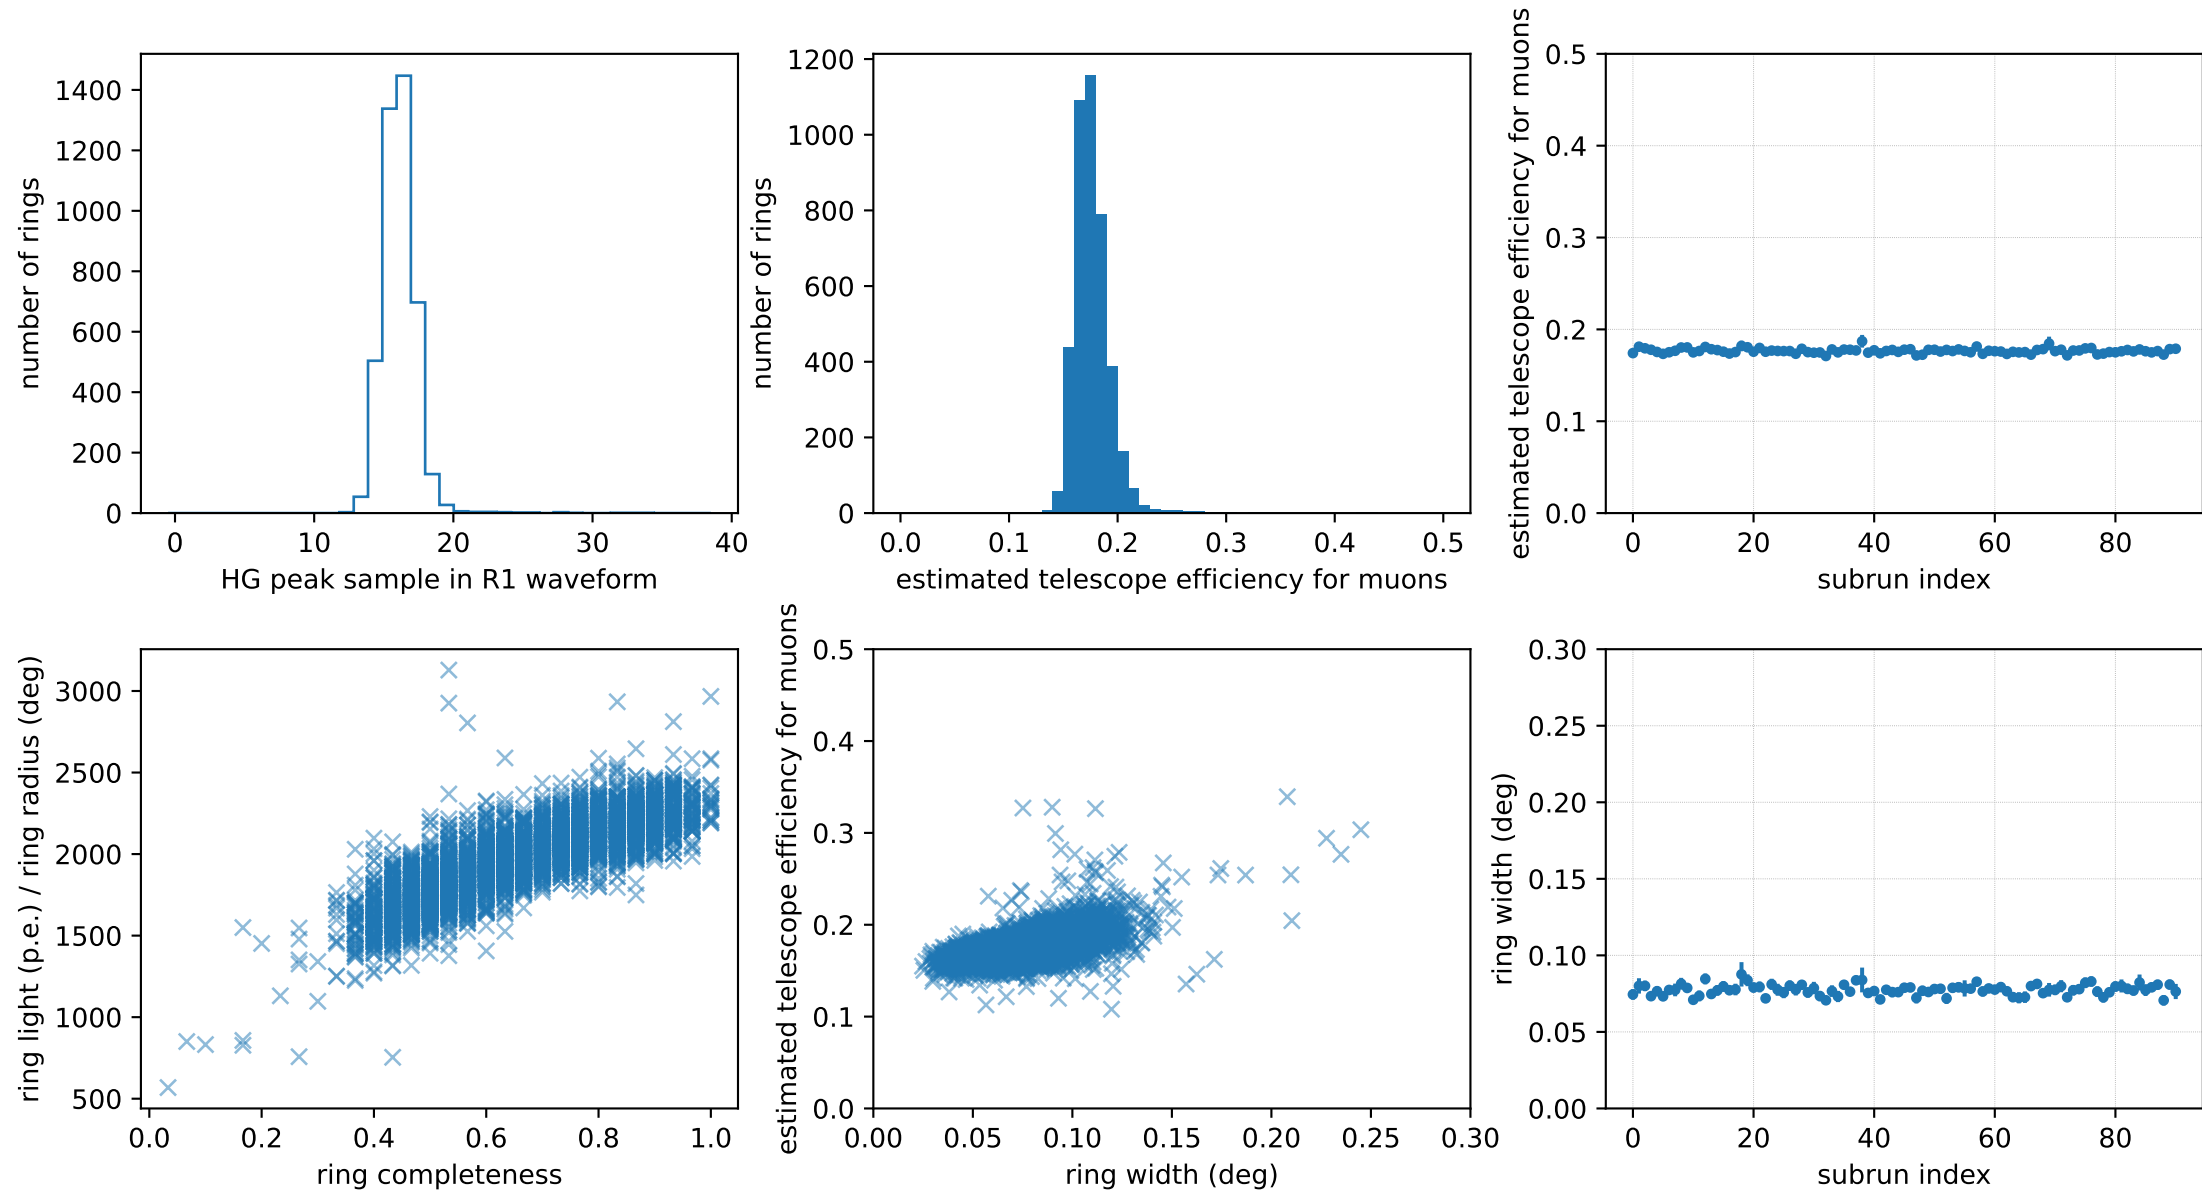 number of rings
1400
1200
1000
800
600
400
200
0
0 10 20 30 40
HG peak sample in R1 waveform
number of rings
1200
1000
800
600
400
200
0
0.0 0.1 0.2 0.3 0.4 0.5
estimated telescope efficiency for muons
estimated telescope efficiency for muons
0.5
0.4
0.3
0.2
0.1
0.0
0 20 40 60 80
subrun index
ring light (p.e.) / ring radius (deg)
3000
2500
2000
1500
1000
500
0.0 0.2 0.4 0.6 0.8 1.0
ring completeness
estimated telescope efficiency for muons
0.5
0.4
0.3
0.2
0.1
0.0
0.00 0.05 0.10 0.15 0.20 0.25 0.30
ring width (deg)
ring width (deg)
0.30
0.25
0.20
0.15
0.10
0.05
0.00
0 20 40 60 80
subrun index